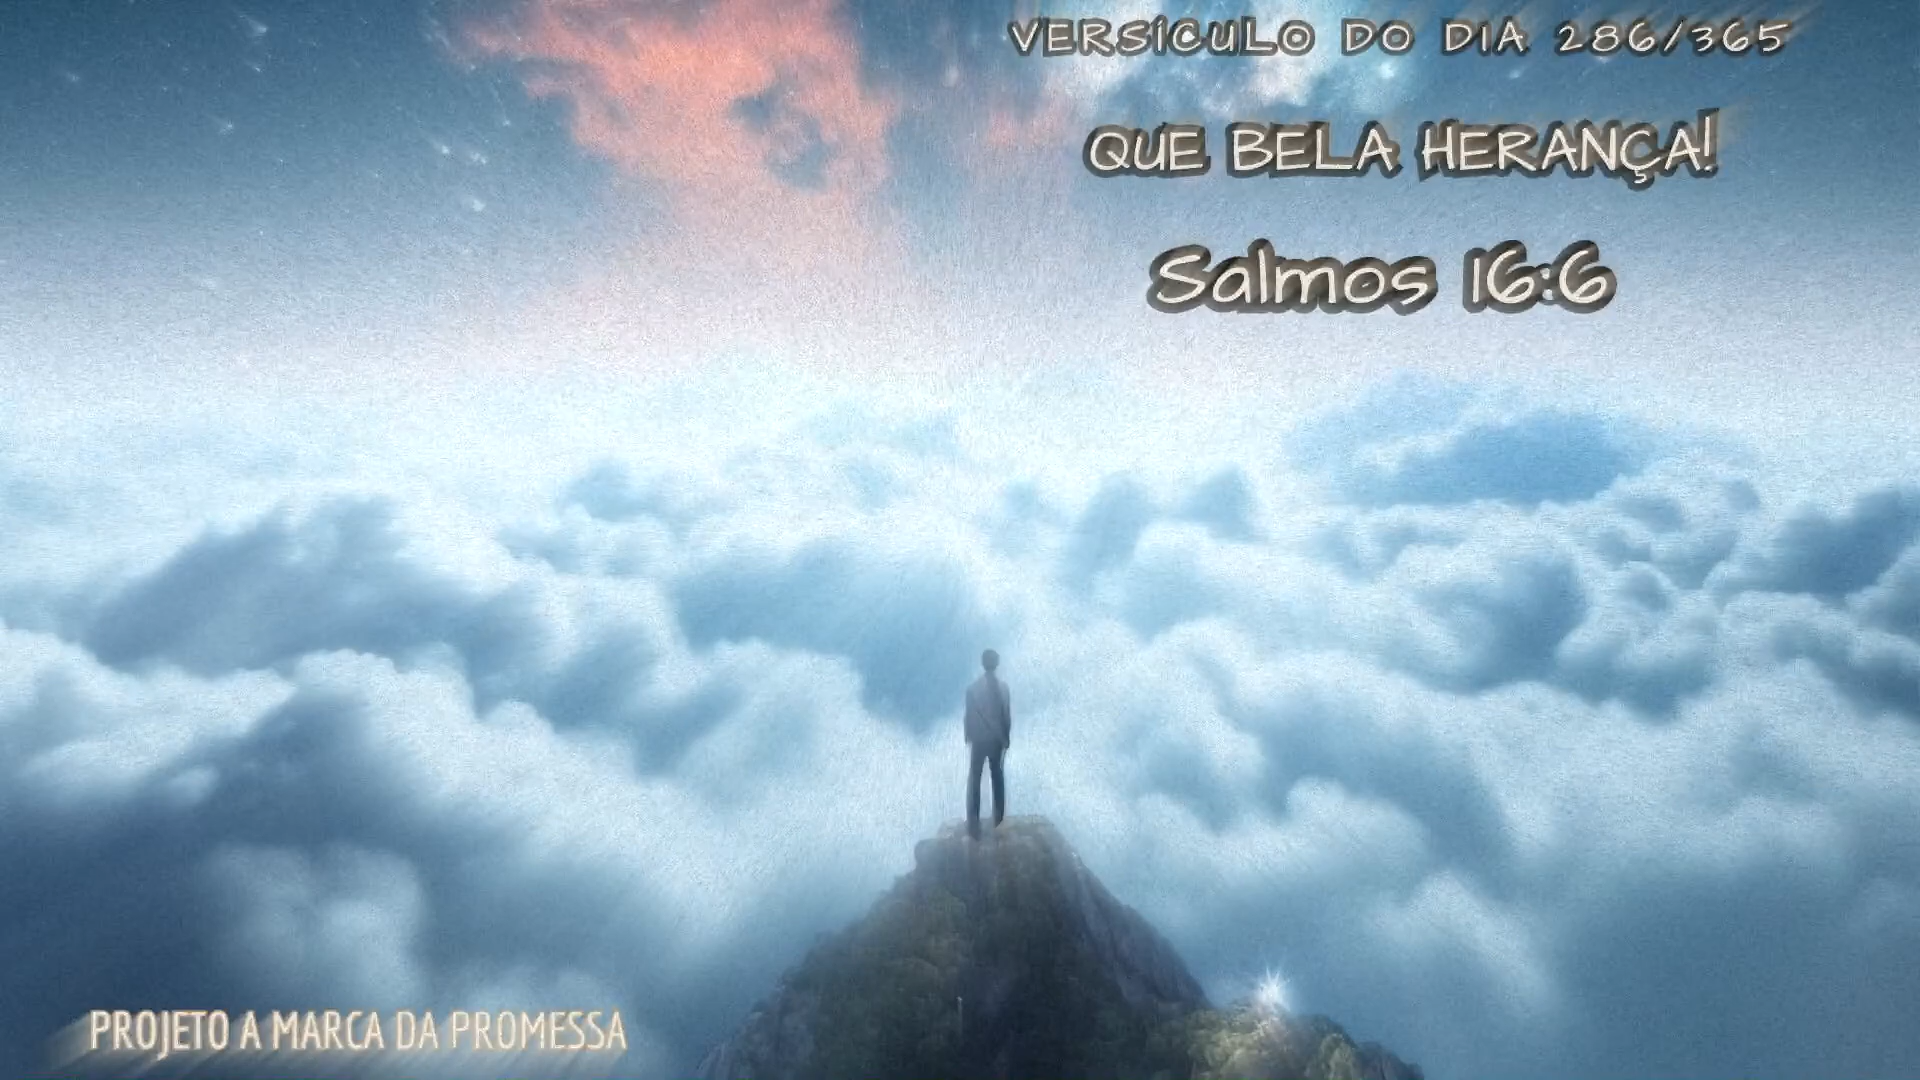 VERSÍCULO DO DIA 286/365
QUE BELA HERANÇA!
Salmos 16:6
PROJETO A MARCA DA PROMESSA